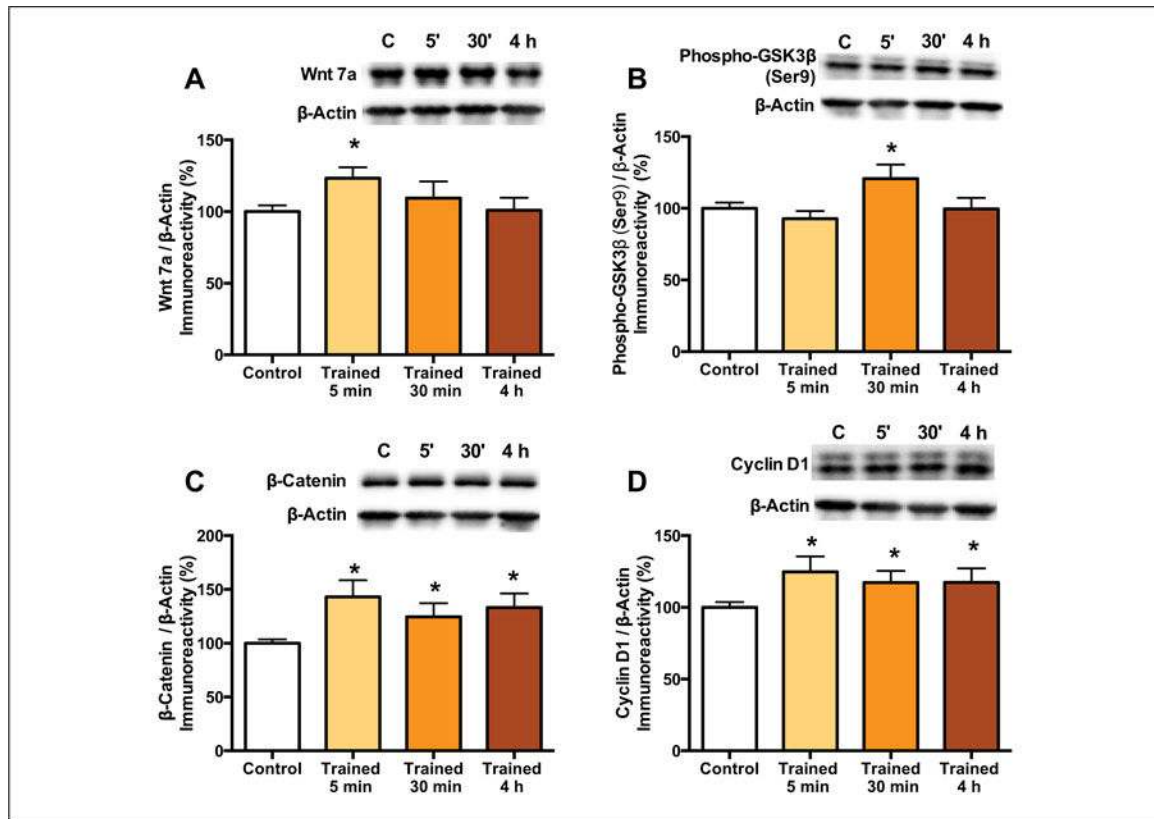 A
C 5' 30' 4 h
Wnt 7a
β-Actin
Wnt 7a / β-Actin
Immunoreactivity (%)
150
100
50
0
*
Control
Trained
5 min
Trained
30 min
Trained
4 h
B
C 5' 30' 4 h
Phospho-GSK3β
(Ser9)
β-Actin
Phospho-GSK3β (Ser9) / β-Actin
Immunoreactivity (%)
150
100
50
0
*
Control
Trained
5 min
Trained
30 min
Trained
4 h
C
C 5' 30' 4 h
β-Catenin
β-Actin
β-Catenin / β-Actin
Immunoreactivity (%)
200
150
100
50
0
* * *
Control
Trained
5 min
Trained
30 min
Trained
4 h
D
C 5' 30' 4 h
Cyclin D1
β-Actin
Cyclin D1 / β-Actin
Immunoreactivity (%)
150
100
50
0
* * *
Control
Trained
5 min
Trained
30 min
Trained
4 h